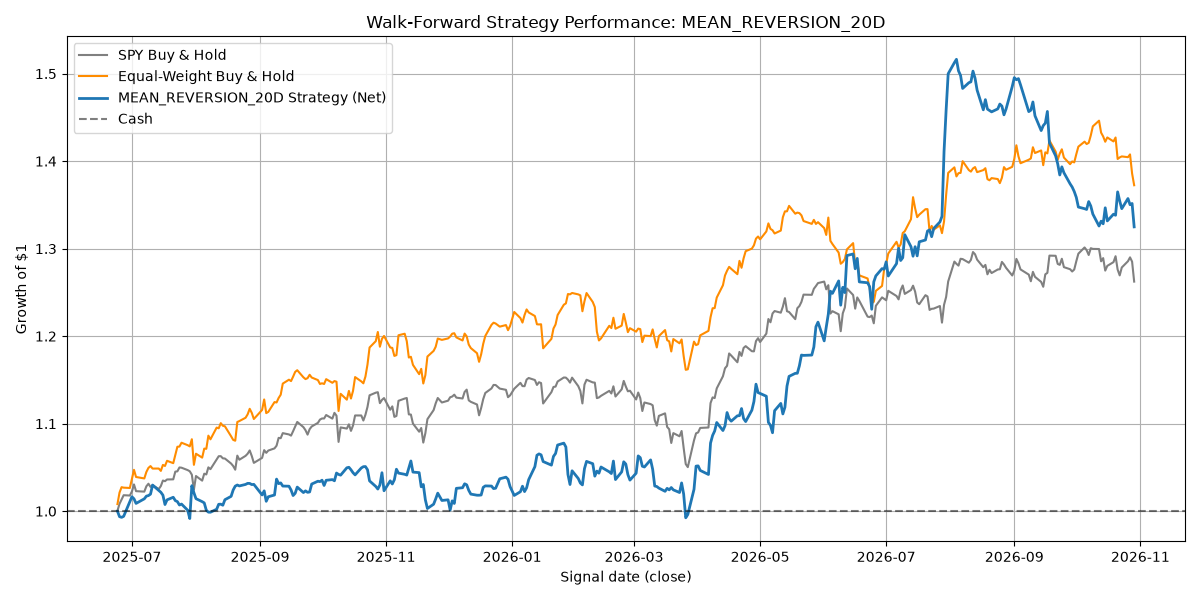 Walk-Forward Strategy Performance: MEAN_REVERSION_20D
SPY Buy & Hold
Equal-Weight Buy & Hold
MEAN_REVERSION_20D Strategy (Net)
Cash
Growth of $1
1.5
1.4
1.3
1.2
1.1
1.0
2025-07 2025-09 2025-11 2026-01 2026-03 2026-05 2026-07 2026-09 2026-11
Signal date (close)